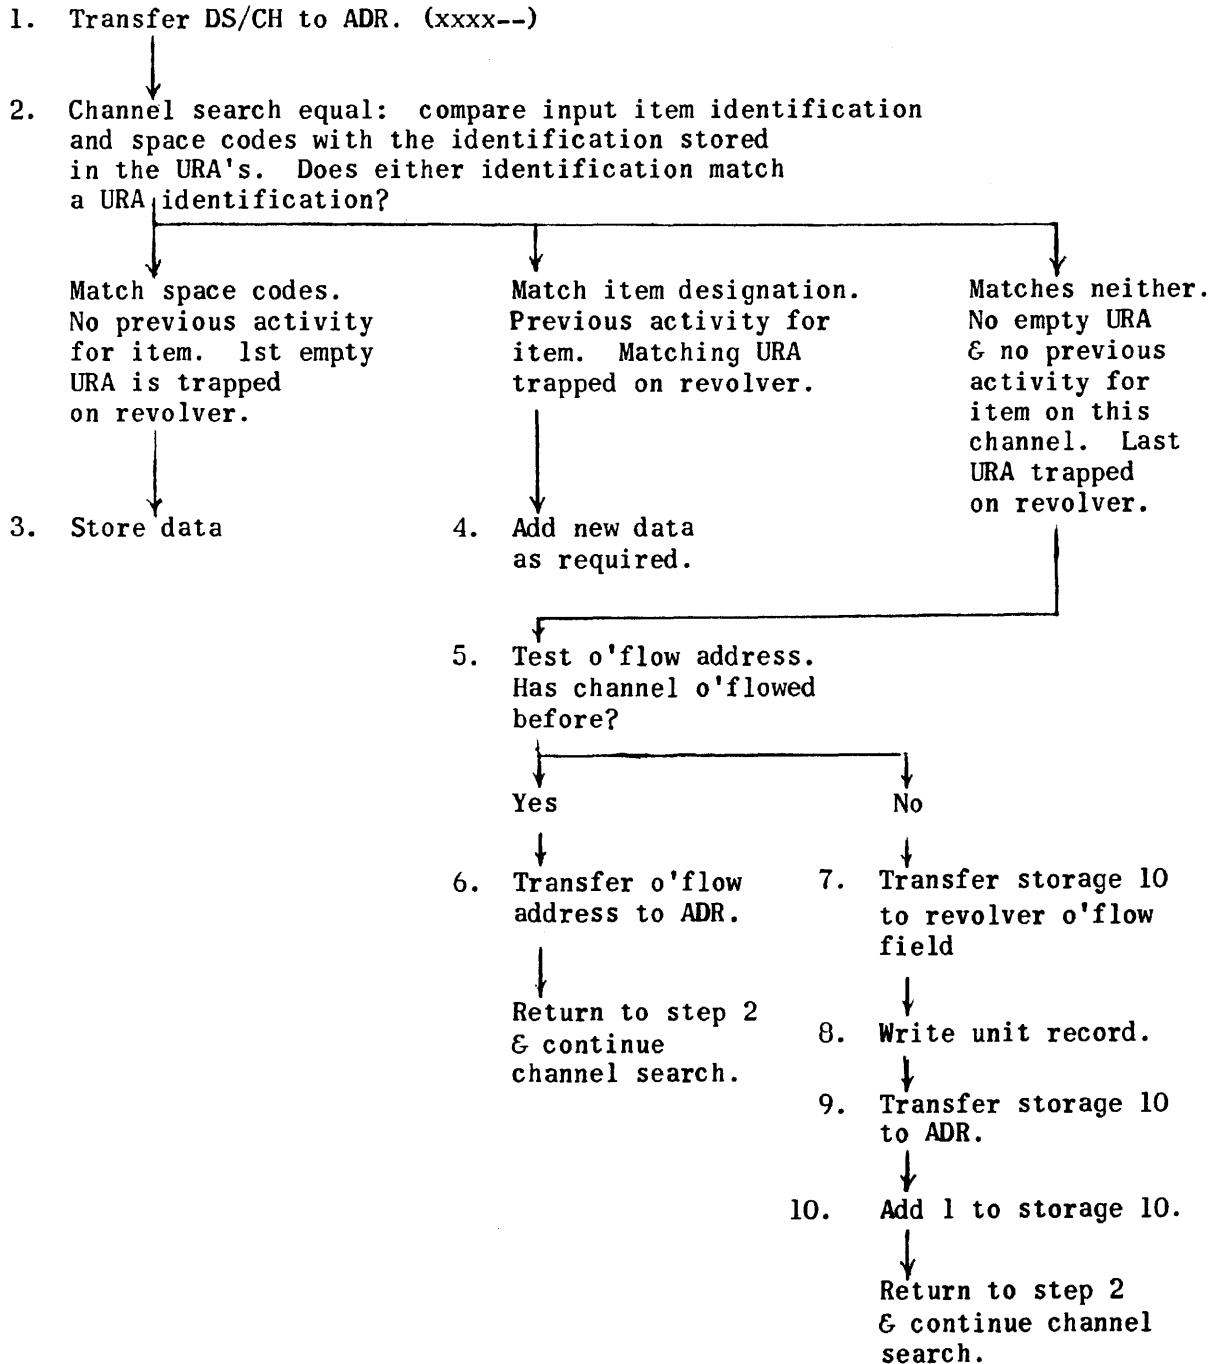 1. Transfer DS/CH to ADR. (xxxx--)
2. Channel search equal: compare input item identification
and space codes with the identification stored
in the URA's. Does either identification match
a URA identification?
Match space codes.
No previous activity
for item. 1st empty
URA is trapped
on revolver.
Match item designation.
Previous activity for
item. Matching URA
trapped on revolver.
Matches neither.
No empty URA
& no previous
activity for
item on this
channel. Last
URA trapped
on revolver.
3. Store data
4. Add new data
as required.
5. Test o'flow address.
Has channel o'flowed
before?
Yes
No
6. Transfer o'flow
address to ADR.
Return to step 2
& continue
channel search.
7. Transfer storage 10
to revolver o'flow
field
8. Write unit record.
9. Transfer storage 10
to ADR.
10. Add 1 to storage 10.
Return to step 2
& continue channel
search.